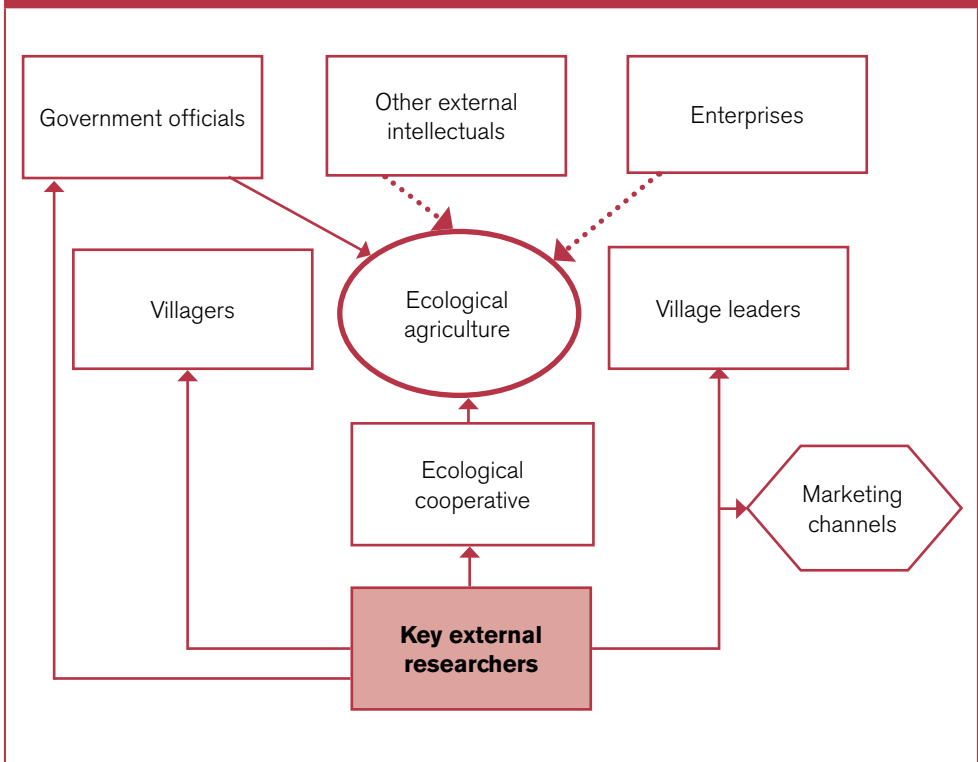 Government officials
Other external
intellectuals
Enterprises
Villagers
Ecological
agriculture
Village leaders
Ecological
cooperative
Marketing
channels
Key external
researchers